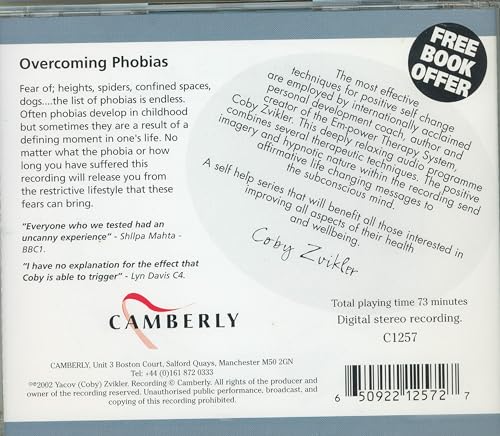 Overcoming Phobias
Fear of; heights, spiders, confined spaces,
dogs....the list of phobias is endless.
Often phobias develop in childhood
but sometimes they are a result of a
defining moment in one's life. No
matter what the phobia or how
long you have suffered this
recording will release you from
the restrictive lifestyle that these
fears can bring.
"Everyone who we tested had an
uncanny experience" - Shilpa Mahta -
BBC1.
"I have no explanation for the effect that
Coby is able to trigger" - Lyn Davis C4.
CAMBERLY
FREE
BOOK
OFFER
The most effective
techniques for positive self change
are employed by internationally acclaimed
personal development coach, author and
creator of the Em-power Therapy System,
Coby Zvikler. This deeply relaxing audio programme
combines several therapeutic techniques. The positive
imagery and hypnotic nature within the recording send
affirmative life changing messages to
the subconscious mind.
A self help series that will benefit all those interested in
improving all aspects of their health
and wellbeing.
Coby Zvikler
Total playing time 73 minutes
Digital stereo recording.
C1257
CAMBERLY, Unit 3 Boston Court, Salford Quays, Manchester M50 2GN
Tel: +44 (0)161 872 0333
℗©2002 Yacov (Coby) Zvikler. Recording © Camberly. All rights of the producer and
owner of the recording reserved. Unauthorised public performance, broadcast, and
copying of this recording prohibited.
6 50922 12572 7